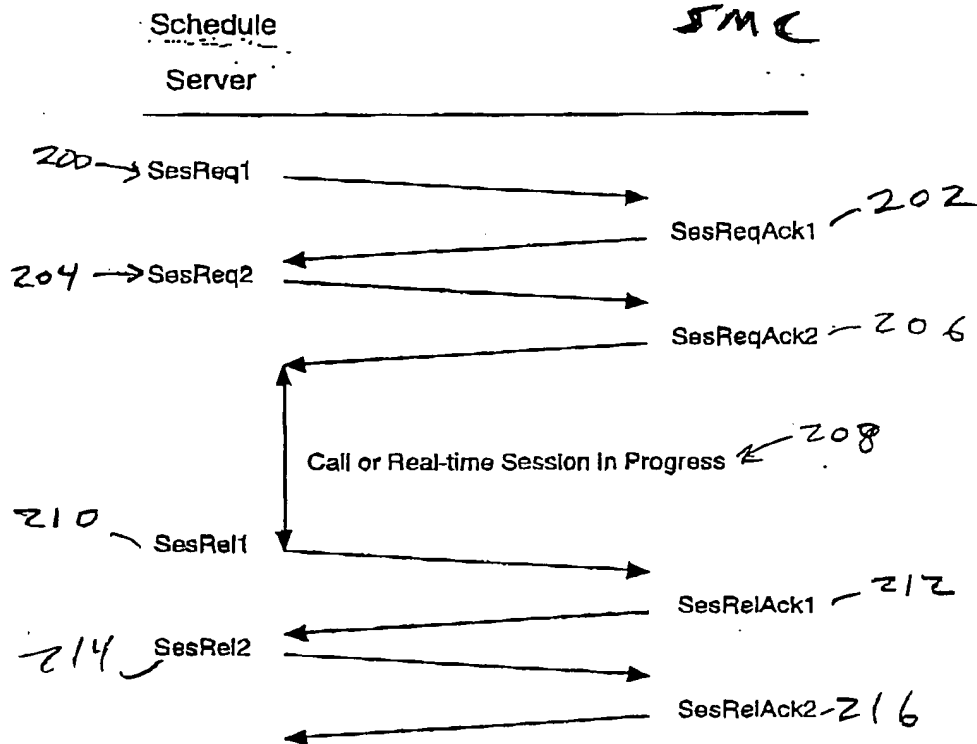 Schedule SMC
Server
200 SesReq1
SesReqAck1 202
204 SesReq2
SesReqAck2 206
Call or Real-time Session In Progress 208
210 SesRel1
SesRelAck1 212
214 SesRel2
SesRelAck2 216